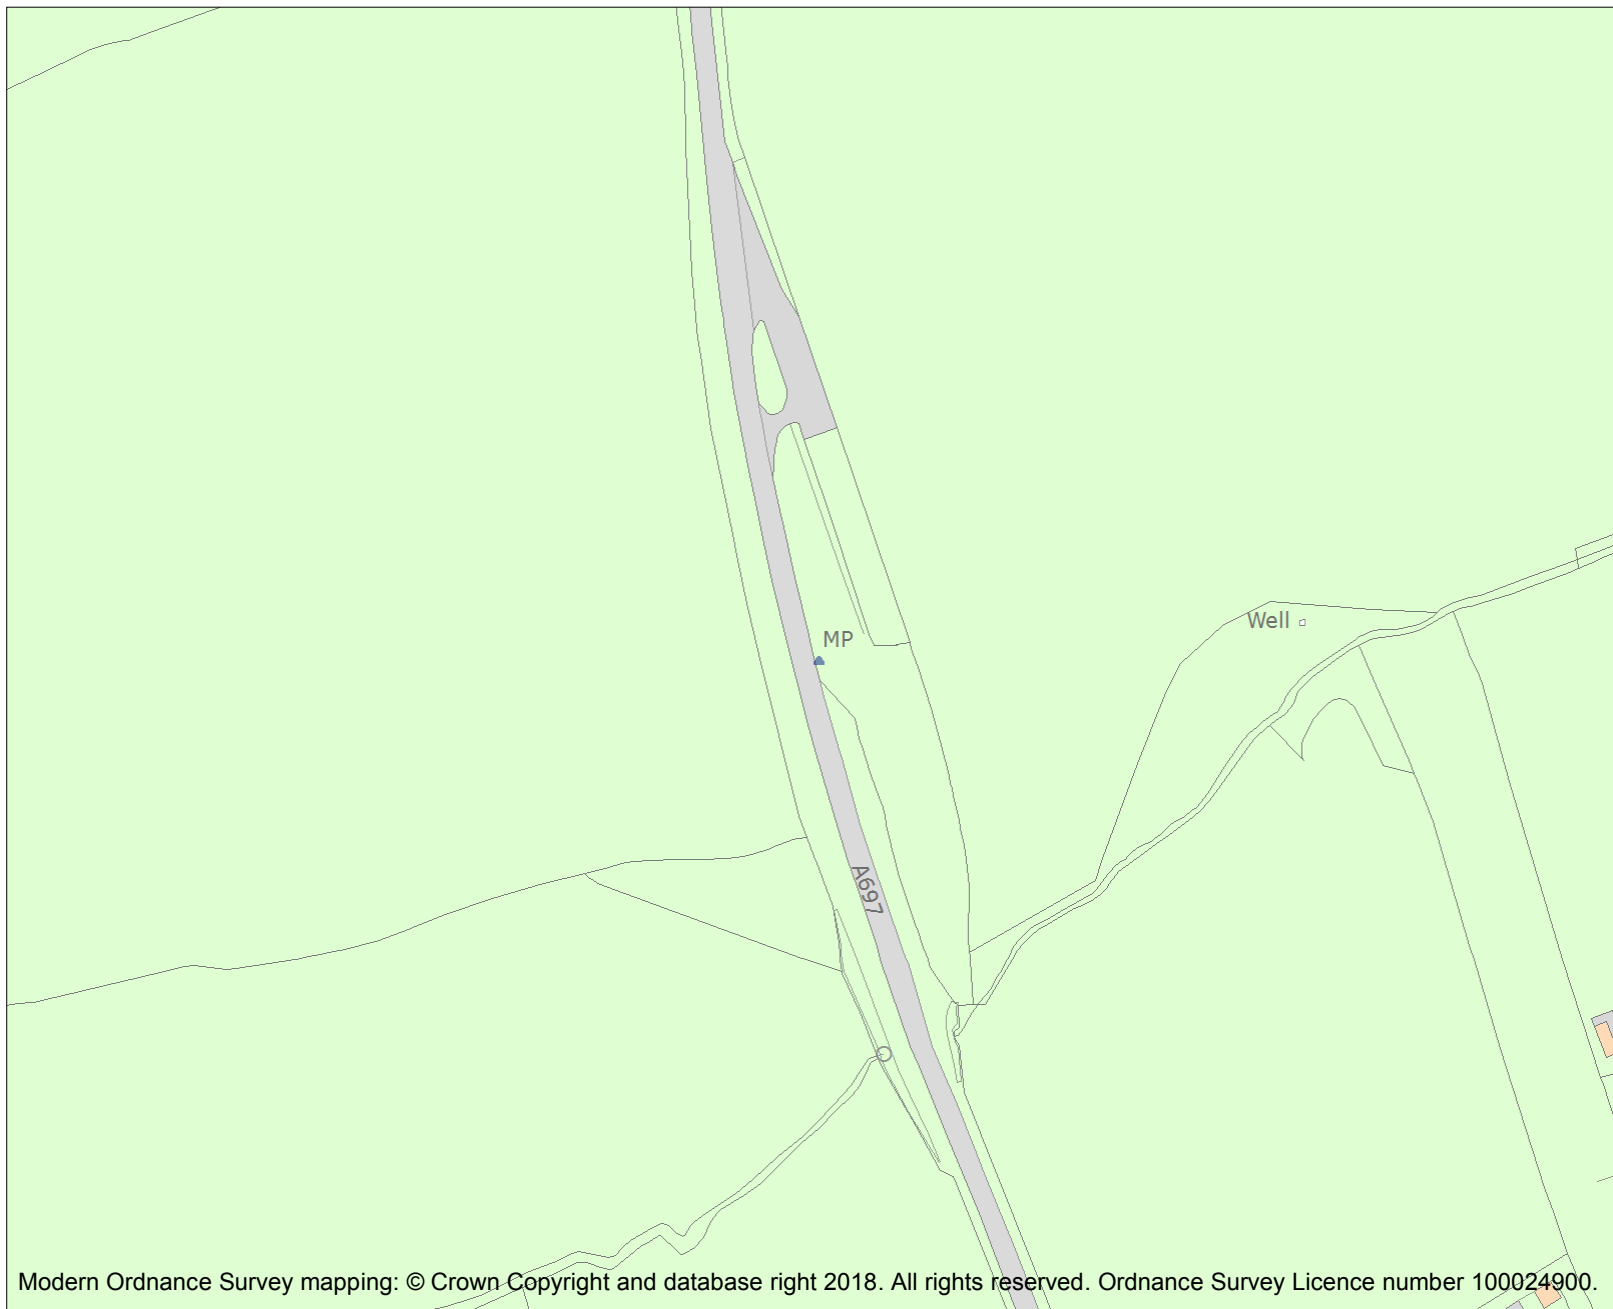 Well
MP
A697
Modern Ordnance Survey mapping: © Crown Copyright and database right 2018. All rights reserved. Ordnance Survey Licence number 100024900.